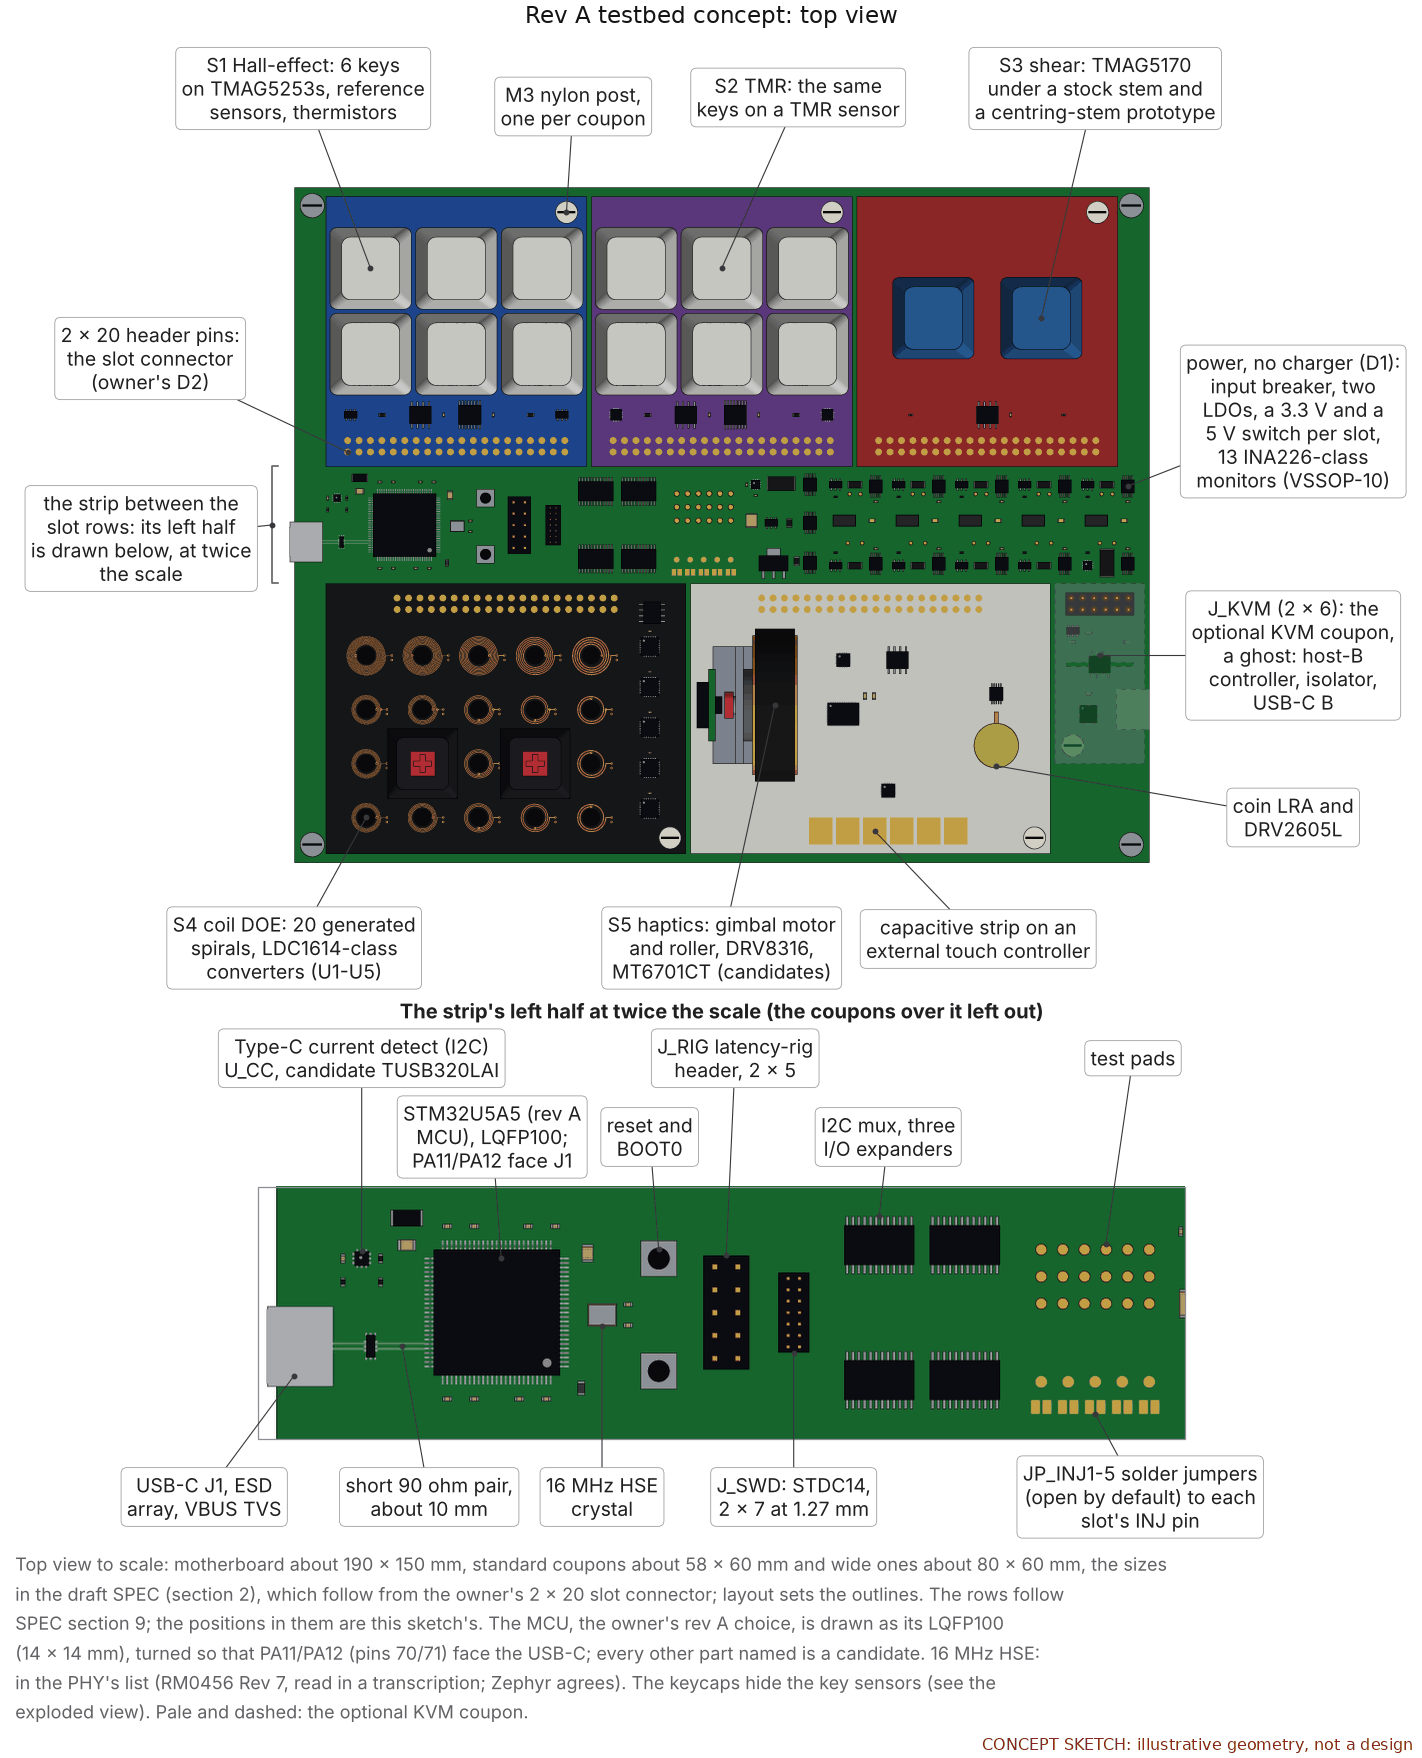 Rev A testbed concept: top view
S1 Hall-effect: 6 keys
on TMAG5253s, reference
sensors, thermistors
M3 nylon post,
one per coupon
S2 TMR: the same
keys on a TMR sensor
S3 shear: TMAG5170
under a stock stem and
a centring-stem prototype
2 × 20 header pins:
the slot connector
(owner's D2)
the strip between the
slot rows: its left half
is drawn below, at twice
the scale
power, no charger (D1):
input breaker, two
LDOs, a 3.3 V and a
5 V switch per slot,
13 INA226-class
monitors (VSSOP-10)
J_KVM (2 × 6): the
optional KVM coupon,
a ghost: host-B
controller, isolator,
USB-C B
coin LRA and
DRV2605L
S4 coil DOE: 20 generated
spirals, LDC1614-class
converters (U1-U5)
S5 haptics: gimbal motor
and roller, DRV8316,
MT6701CT (candidates)
capacitive strip on an
external touch controller
The strip's left half at twice the scale (the coupons over it left out)
Type-C current detect (I2C)
U_CC, candidate TUSB320LAI
STM32U5A5 (rev A
MCU), LQFP100;
PA11/PA12 face J1
reset and
BOOT0
J_RIG latency-rig
header, 2 × 5
I2C mux, three
I/O expanders
test pads
USB-C J1, ESD
array, VBUS TVS
short 90 ohm pair,
about 10 mm
16 MHz HSE
crystal
J_SWD: STDC14,
2 × 7 at 1.27 mm
JP_INJ1-5 solder jumpers
(open by default) to each
slot's INJ pin
Top view to scale: motherboard about 190 × 150 mm, standard coupons about 58 × 60 mm and wide ones about 80 × 60 mm, the sizes
in the draft SPEC (section 2), which follow from the owner's 2 × 20 slot connector; layout sets the outlines. The rows follow
SPEC section 9; the positions in them are this sketch's. The MCU, the owner's rev A choice, is drawn as its LQFP100
(14 × 14 mm), turned so that PA11/PA12 (pins 70/71) face the USB-C; every other part named is a candidate. 16 MHz HSE:
in the PHY's list (RM0456 Rev 7, read in a transcription; Zephyr agrees). The keycaps hide the key sensors (see the
exploded view). Pale and dashed: the optional KVM coupon.
CONCEPT SKETCH: illustrative geometry, not a design